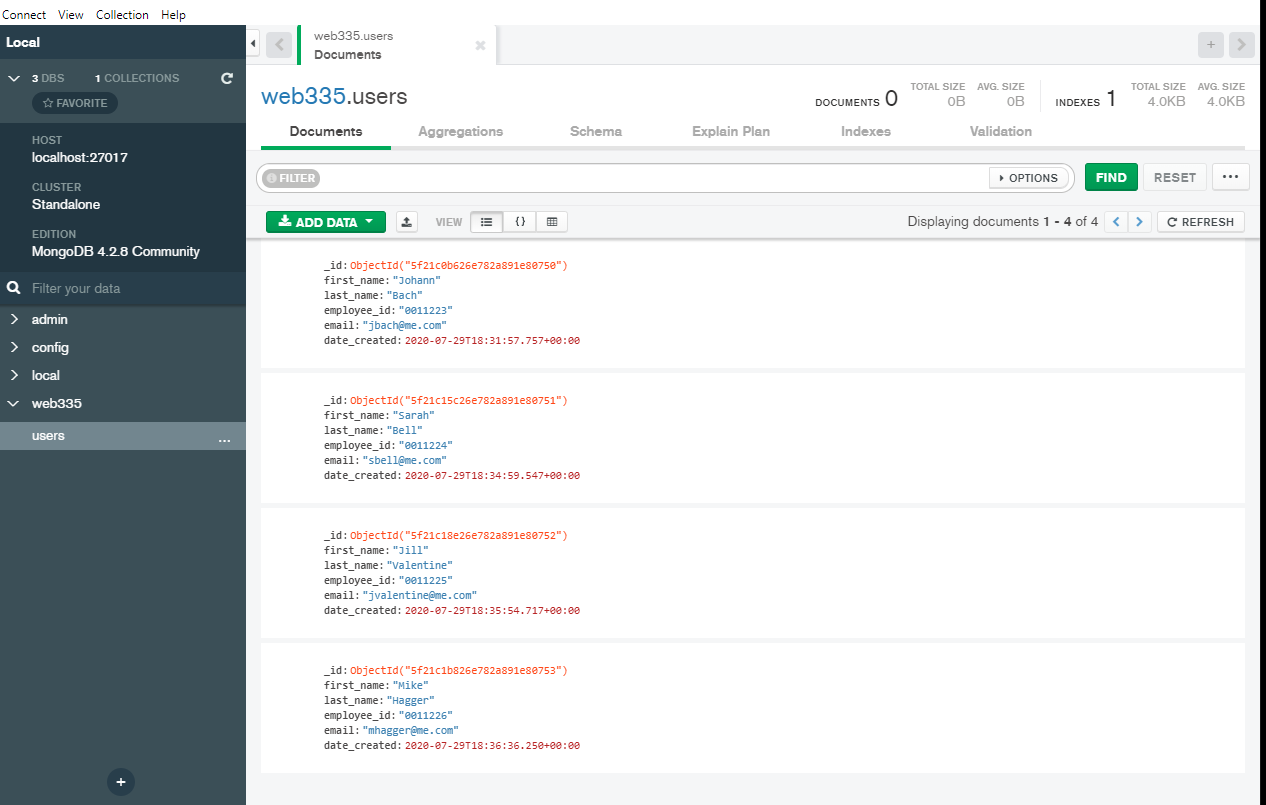 Connect View Collection Help
Local
3 DBS 1 COLLECTIONS
FAVORITE
HOST
localhost:27017
CLUSTER
Standalone
EDITION
MongoDB 4.2.8 Community
Filter your data
admin
config
local
web335
users ...
web335.users
Documents
web335.users
DOCUMENTS 0 TOTAL SIZE 0B AVG. SIZE 0B INDEXES 1 TOTAL SIZE 4.0KB AVG. SIZE 4.0KB
Documents Aggregations Schema Explain Plan Indexes Validation
FILTER OPTIONS FIND RESET ...
ADD DATA VIEW { } Displaying documents 1 - 4 of 4 REFRESH
_id: ObjectId("5f21c0b626e782a891e80750")
first_name: "Johann"
last_name: "Bach"
employee_id: "0011223"
email: "jbach@me.com"
date_created: 2020-07-29T18:31:57.757+00:00
_id: ObjectId("5f21c15c26e782a891e80751")
first_name: "Sarah"
last_name: "Bell"
employee_id: "0011224"
email: "sbell@me.com"
date_created: 2020-07-29T18:34:59.547+00:00
_id: ObjectId("5f21c18e26e782a891e80752")
first_name: "Jill"
last_name: "Valentine"
employee_id: "0011225"
email: "jvalentine@me.com"
date_created: 2020-07-29T18:35:54.717+00:00
_id: ObjectId("5f21c1b826e782a891e80753")
first_name: "Mike"
last_name: "Hagger"
employee_id: "0011226"
email: "mhagger@me.com"
date_created: 2020-07-29T18:36:36.250+00:00